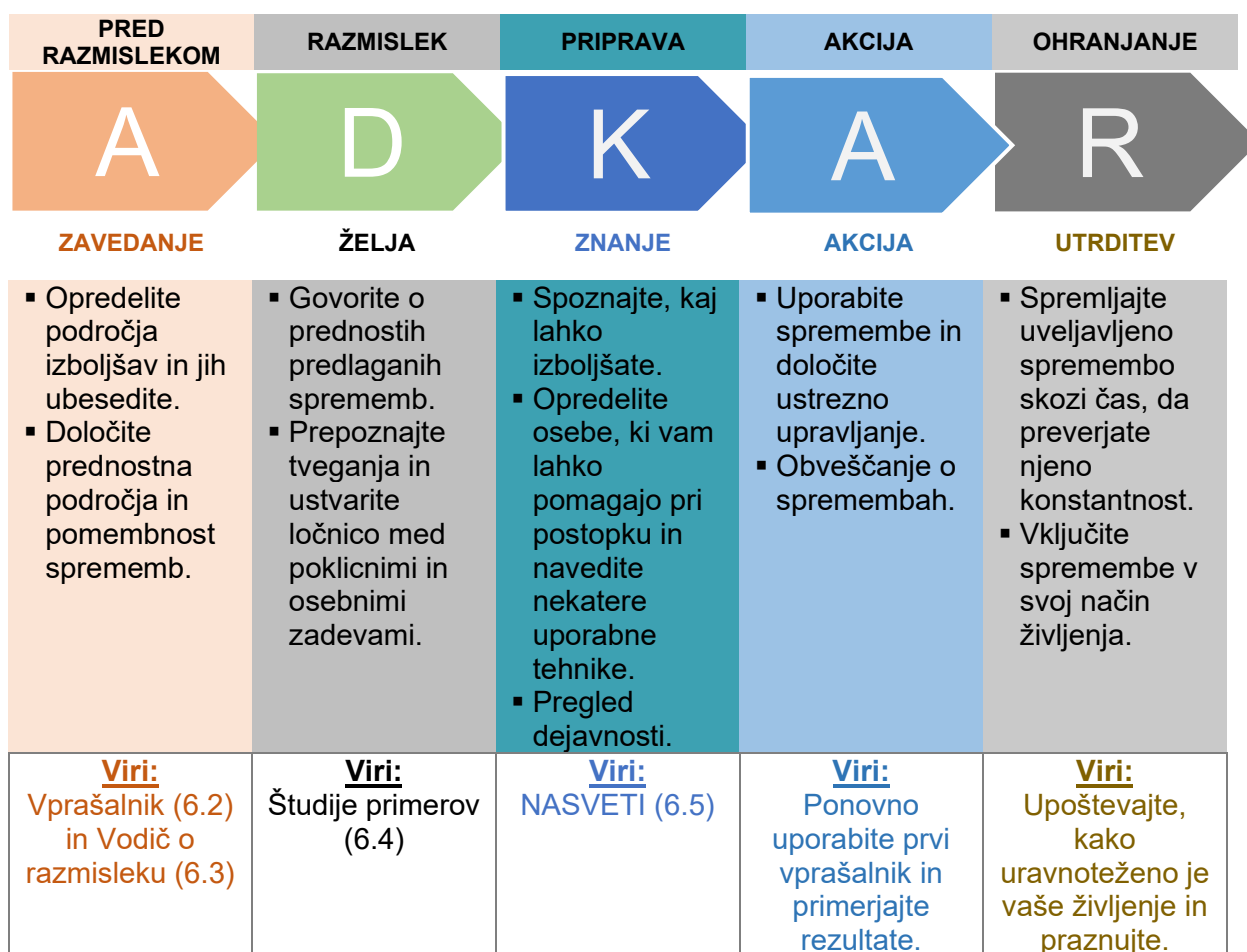 PRED
RAZMISLEKOM
RAZMISLEK
PRIPRAVA
AKCIJA
OHRANJANJE
A
D
K
A
R
ZAVEDANJE
ŽELJA
ZNANJE
AKCIJA
UTRDITEV
▪ Opredelite
področja
izboljšav in jih
ubesedite.
▪ Določite
prednostna
področja in
pomembnost
sprememb.
▪ Govorite o
prednostih
predlaganih
sprememb.
▪ Prepoznajte
tveganja in
ustvarite
ločnico med
poklicnimi in
osebnimi
zadevami.
▪ Spoznajte, kaj
lahko
izboljšate.
▪ Opredelite
osebe, ki vam
lahko
pomagajo pri
postopku in
navedite
nekatere
uporabne
tehnike.
▪ Pregled
dejavnosti.
▪ Uporabite
spremembe in
določite
ustrezno
upravljanje.
▪ Obveščanje o
spremembah.
▪ Spremljajte
uveljavljeno
spremembo
skozi čas, da
preverjate
njeno
konstantnost.
▪ Vključite
spremembe v
svoj način
življenja.
Viri:
Vprašalnik (6.2)
in Vodič o
razmisleku (6.3)
Viri:
Študije primerov
(6.4)
Viri:
NASVETI (6.5)
Viri:
Ponovno
uporabite prvi
vprašalnik in
primerjajte
rezultate.
Viri:
Upoštevajte,
kako
uravnoteženo je
vaše življenje in
praznujte.